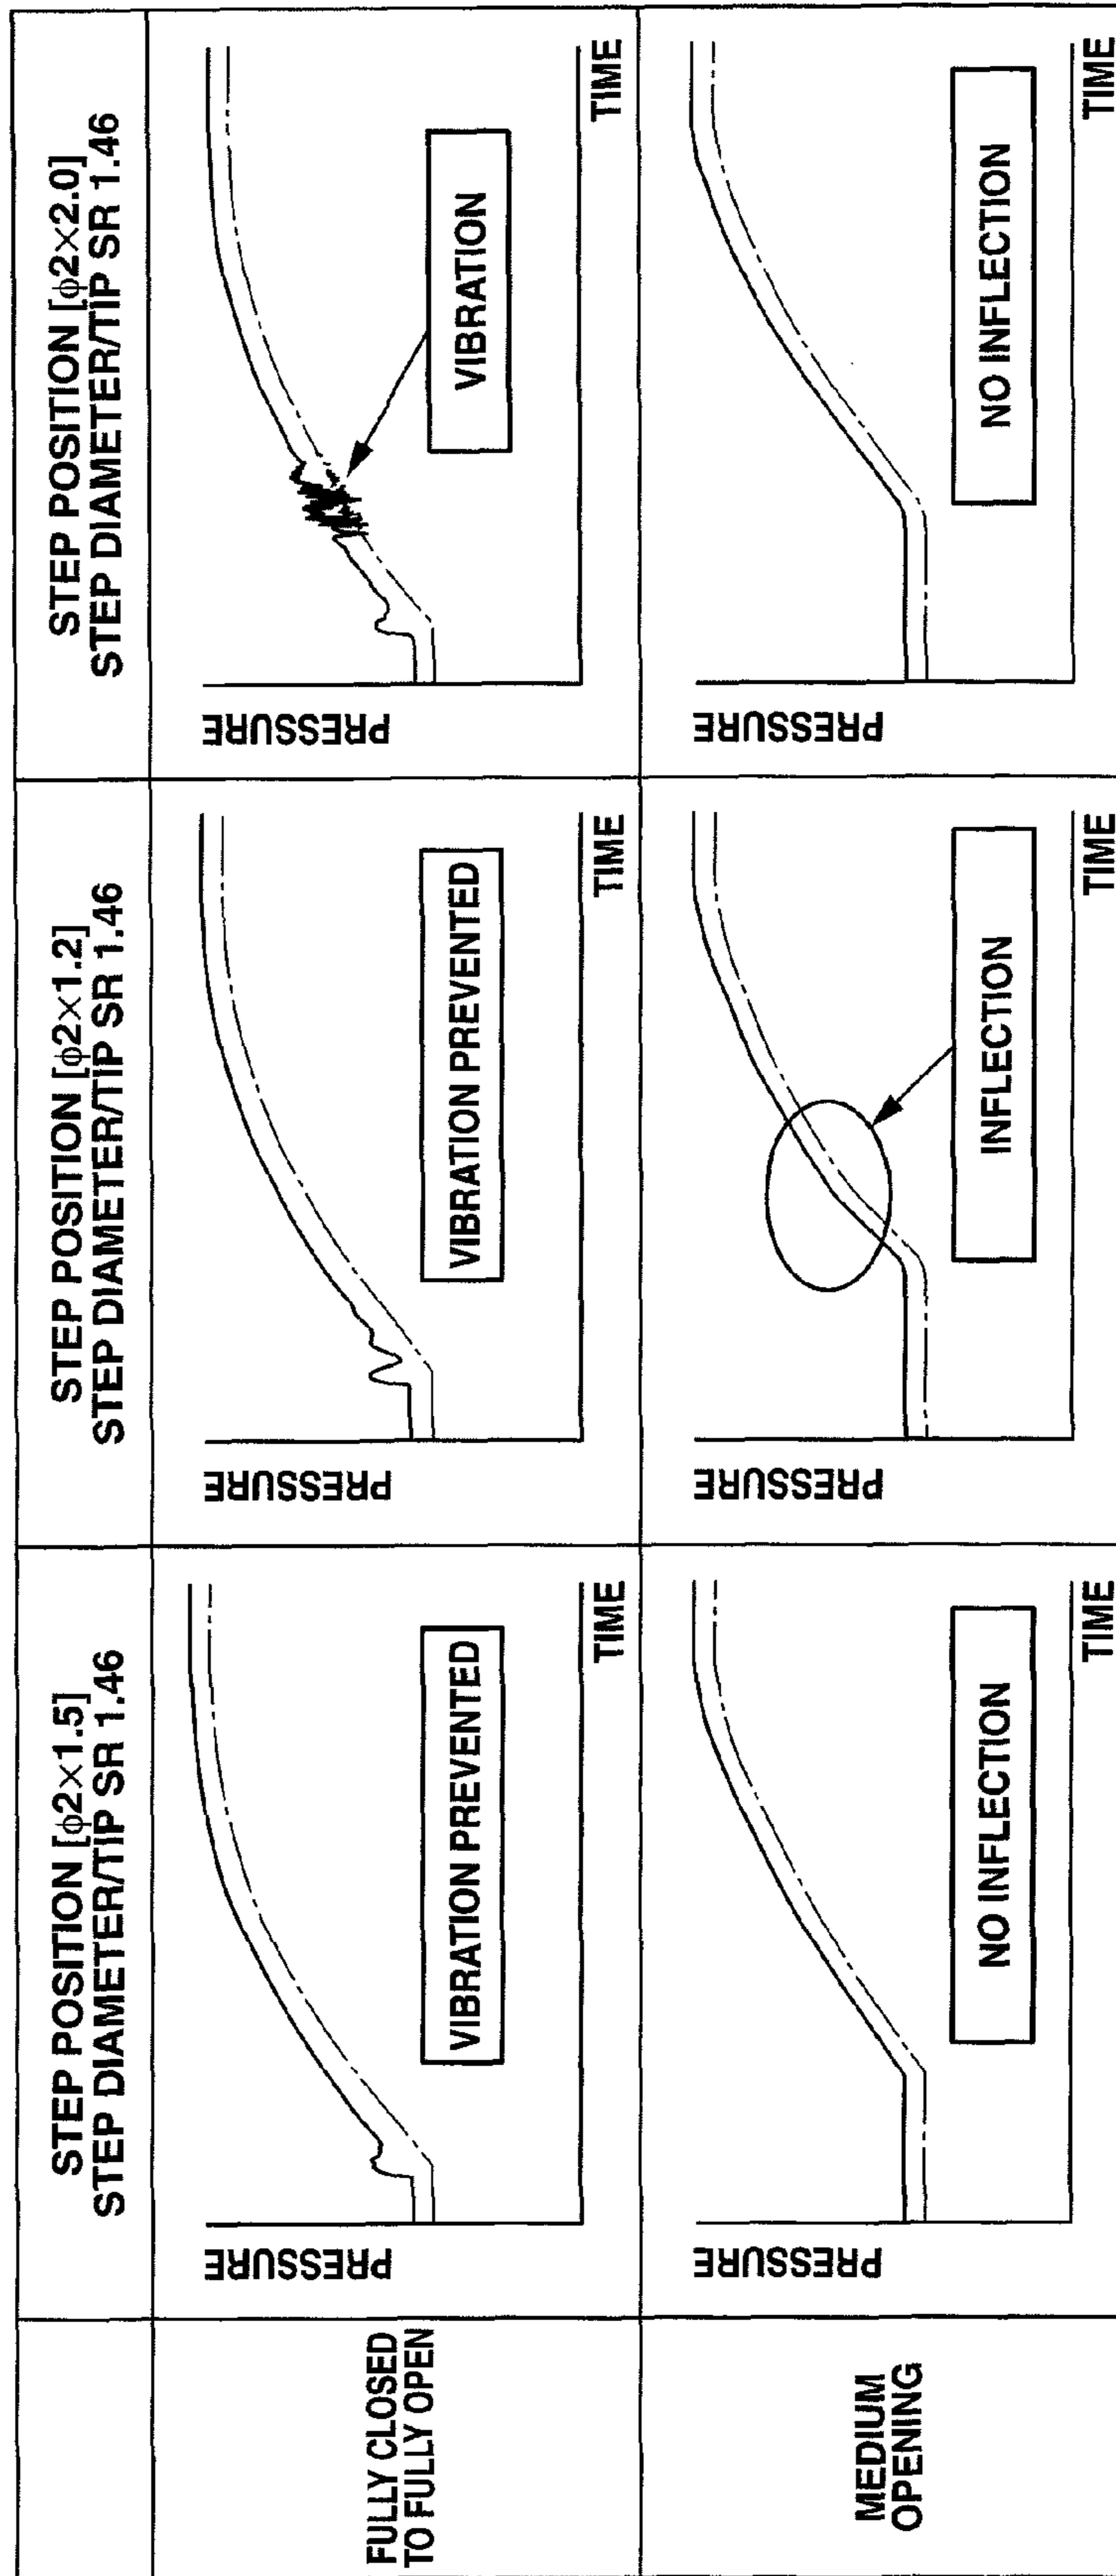 STEP POSITION [ϕ2×1.5]
STEP DIAMETER/TIP SR 1.46
STEP POSITION [ϕ2×1.2]
STEP DIAMETER/TIP SR 1.46
STEP POSITION [ϕ2×2.0]
STEP DIAMETER/TIP SR 1.46
FULLY CLOSED
TO FULLY OPEN
PRESSURE
VIBRATION PREVENTED
TIME
PRESSURE
VIBRATION PREVENTED
TIME
PRESSURE
VIBRATION
TIME
MEDIUM
OPENING
PRESSURE
NO INFLECTION
TIME
PRESSURE
INFLECTION
TIME
PRESSURE
NO INFLECTION
TIME